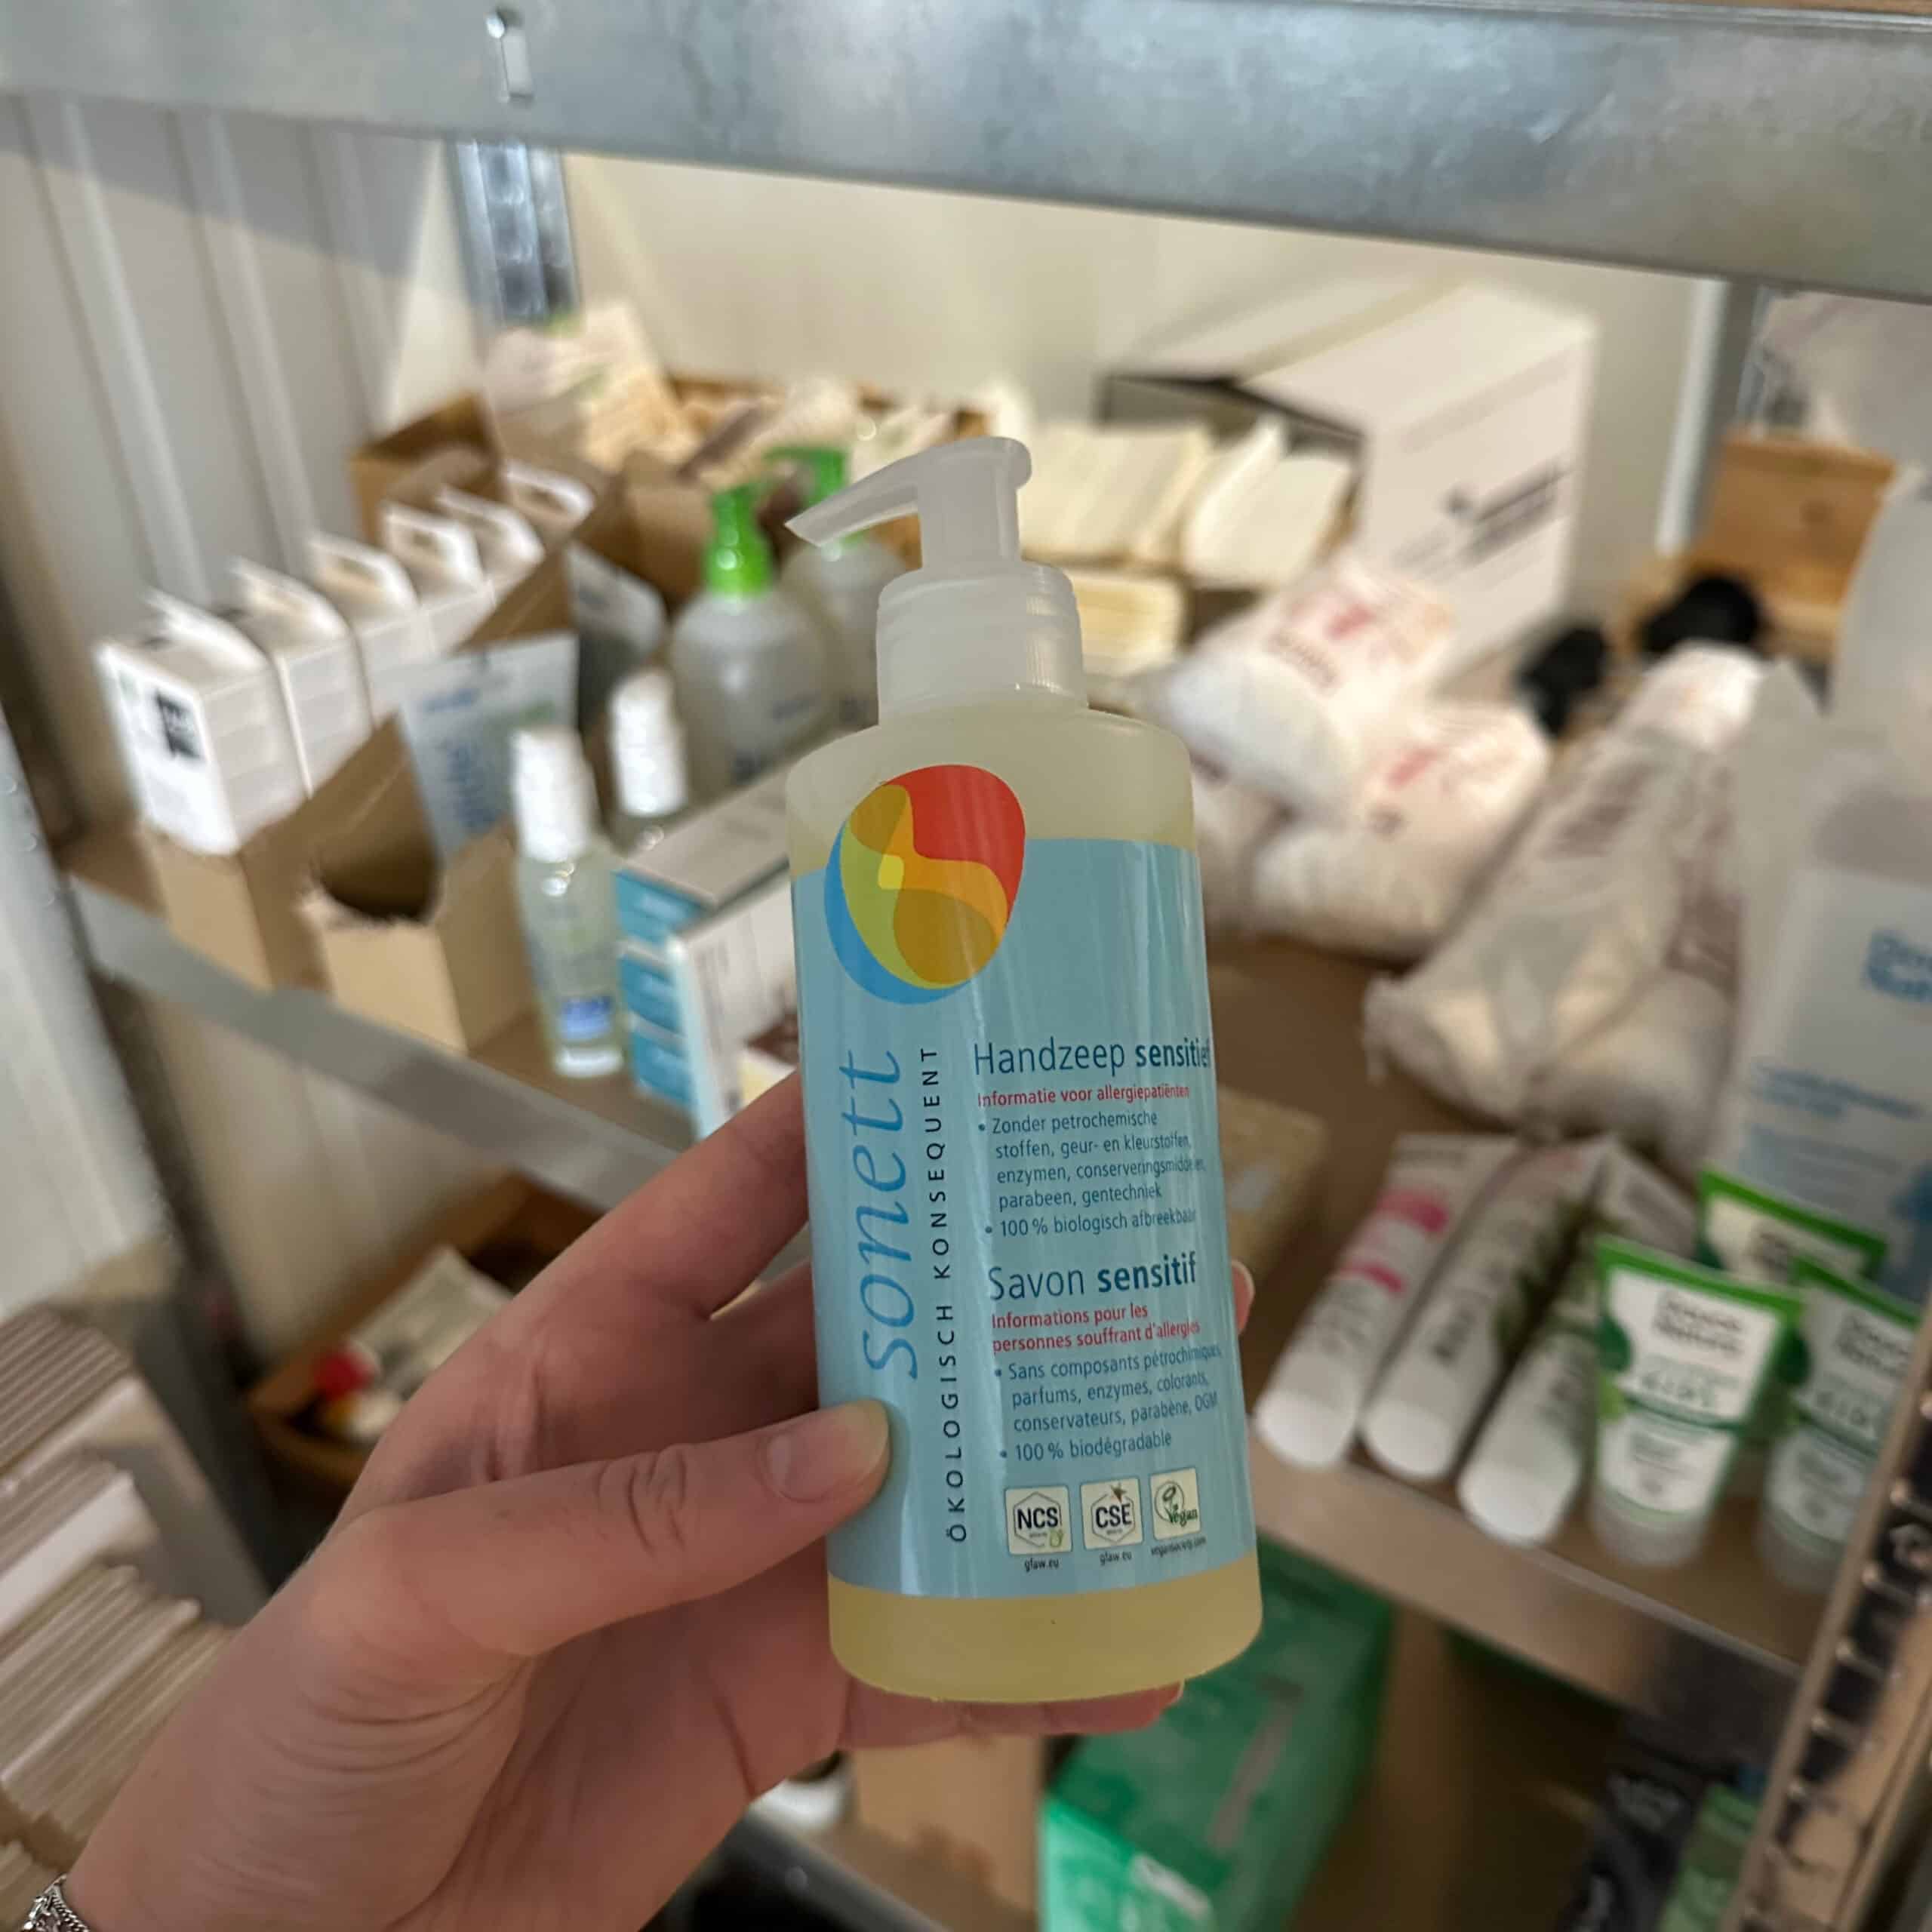 sonett
ÖKOLOGISCH KONSEQUENT
Handzeep sensitief
Informatie voor allergiepatiënten
• Zonder petrochemische
stoffen, geur- en kleurstoffen,
enzymen, conserveringsmiddelen,
parabeen, gentechniek
• 100 % biologisch afbreekbaar
Savon sensitif
Informations pour les
personnes souffrant d'allergies
• Sans composants pétrochimiques,
parfums, enzymes, colorants,
conservateurs, parabène, OGM
• 100 % biodégradable
NCS
CSE
Vegan
glaw.eu
glaw.eu